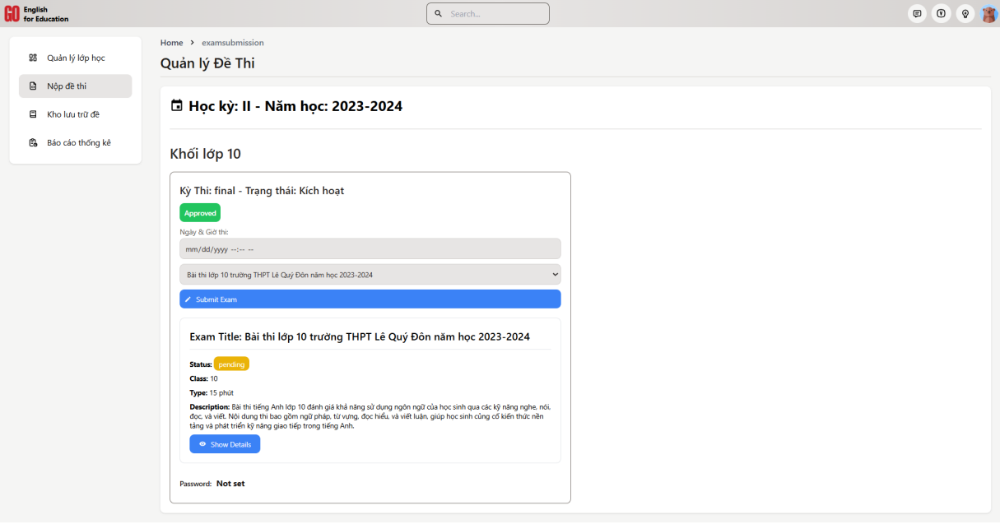 GO English
for Education
Search...
Quản lý lớp học
Nộp đề thi
Kho lưu trữ đề
Báo cáo thống kê
Home > examsubmission
Quản lý Đề Thi
Học kỳ: II - Năm học: 2023-2024
Khối lớp 10
Kỳ Thi: final - Trạng thái: Kích hoạt
Approved
Ngày & Giờ thi:
mm/dd/yyyy --:-- --
Bài thi lớp 10 trường THPT Lê Quý Đôn năm học 2023-2024
Submit Exam
Exam Title: Bài thi lớp 10 trường THPT Lê Quý Đôn năm học 2023-2024
Status: pending
Class: 10
Type: 15 phút
Description: Bài thi tiếng Anh lớp 10 đánh giá khả năng sử dụng ngôn ngữ của học sinh qua các kỹ năng nghe, nói,
đọc, và viết. Nội dung thi bao gồm ngữ pháp, từ vựng, đọc hiểu, và viết luận, giúp học sinh củng cố kiến thức nền
tảng và phát triển kỹ năng giao tiếp trong tiếng Anh.
Show Details
Password: Not set